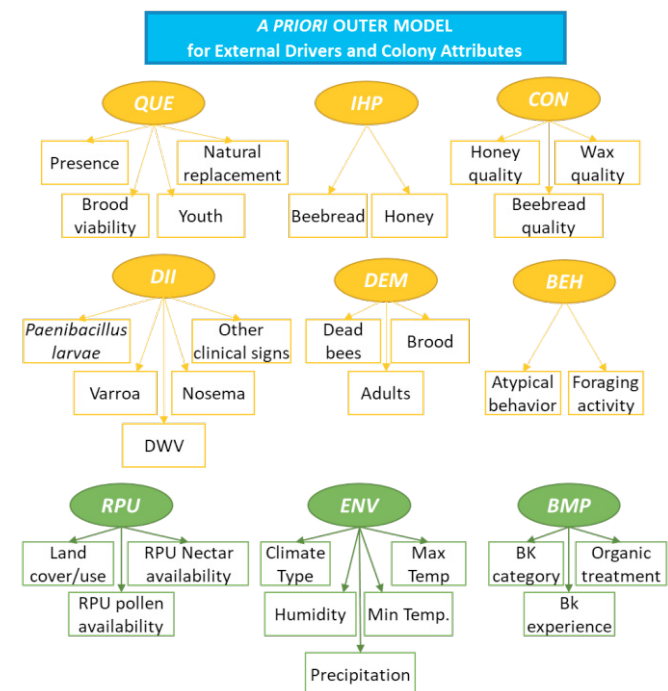 A PRIORI OUTER MODEL
for External Drivers and Colony Attributes
QUE
Presence
Natural
replacement
Brood
viability
Youth
IHP
Beebread
Honey
CON
Honey
quality
Wax
quality
Beebread
quality
DII
Paenibacillus
larvae
Other
clinical signs
Varroa
Nosema
DWV
DEM
Dead
bees
Brood
Adults
BEH
Atypical
behavior
Foraging
activity
RPU
Land
cover/use
RPU Nectar
availability
RPU pollen
availability
ENV
Climate
Type
Max
Temp
Humidity
Min Temp.
Precipitation
BMP
BK
category
Organic
treatment
Bk
experience